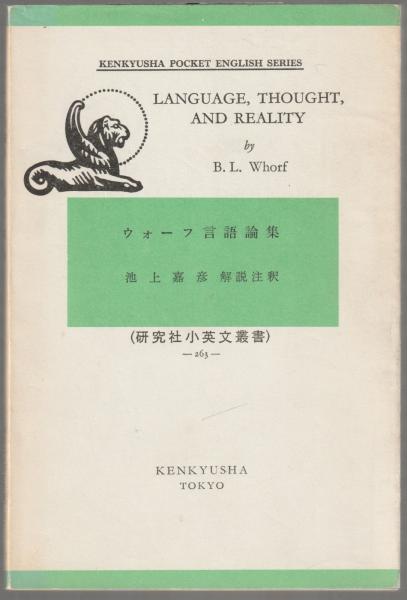 KENKYUSHA POCKET ENGLISH SERIES
LANGUAGE, THOUGHT,
AND REALITY
by
B. L. Whorf
ウォーフ言語論集
池上嘉彦 解説注釈
(研究社小英文叢書)
— 263 —
KENKYUSHA
TOKYO